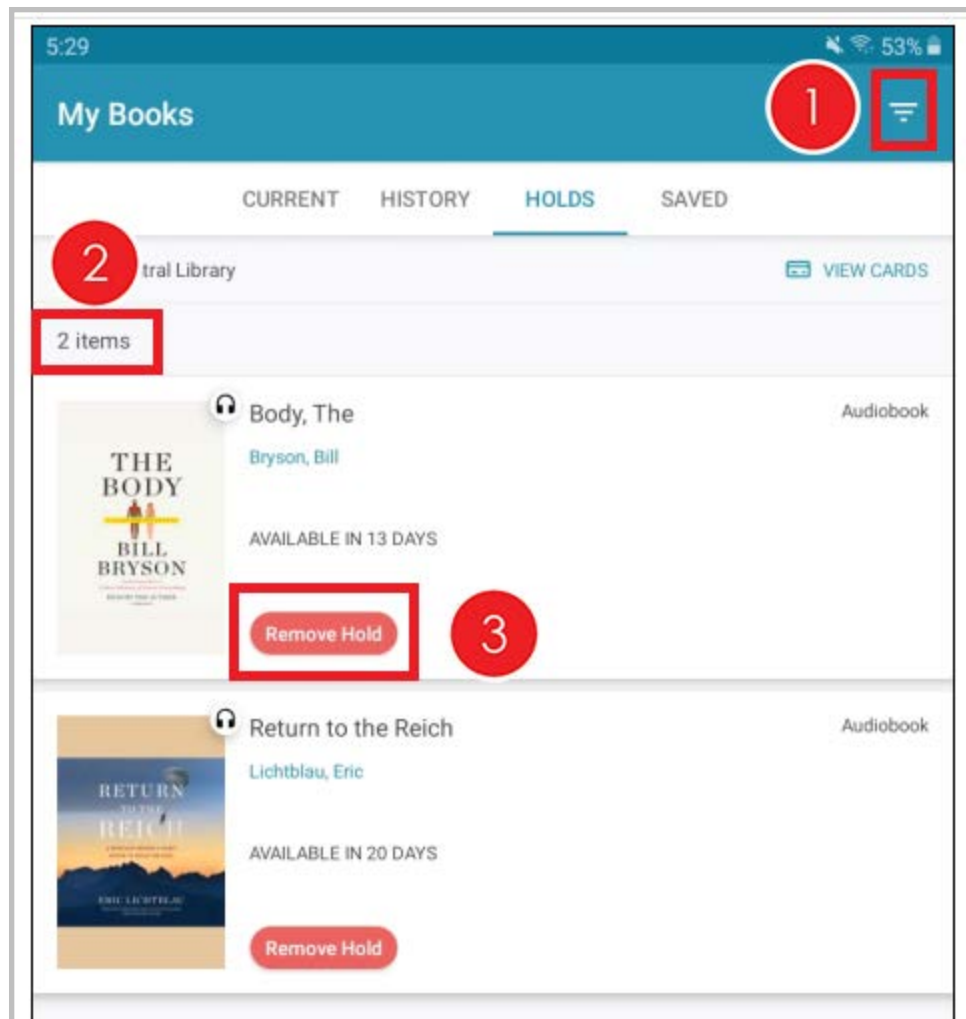 5:29 53%
My Books
1
CURRENT HISTORY HOLDS SAVED
2
tral Library VIEW CARDS
2 items
Body, The Audiobook
Bryson, Bill
THE
BODY
BILL
BRYSON
AVAILABLE IN 13 DAYS
Remove Hold
3
Return to the Reich Audiobook
Lichtblau, Eric
RETURN
TO THE
REICH
ERIC LICHTBLAU
AVAILABLE IN 20 DAYS
Remove Hold